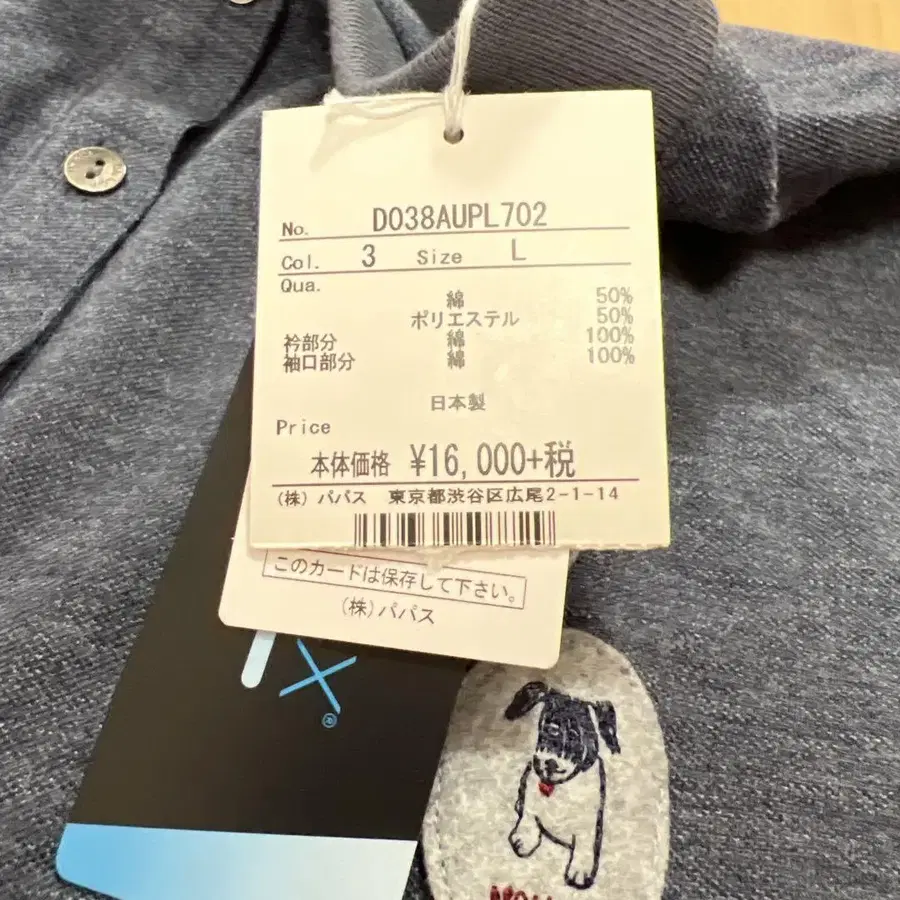 No. D038AUPL702
Col. 3 Size L
Qua.
綿 50%
ポリエステル 50%
衿部分 綿 100%
袖口部分 綿 100%
日本製
Price
本体価格 ¥16,000+税
(株) パパス 東京都渋谷区広尾2-1-14
このカードは保存して下さい。
(株)パパス
X®